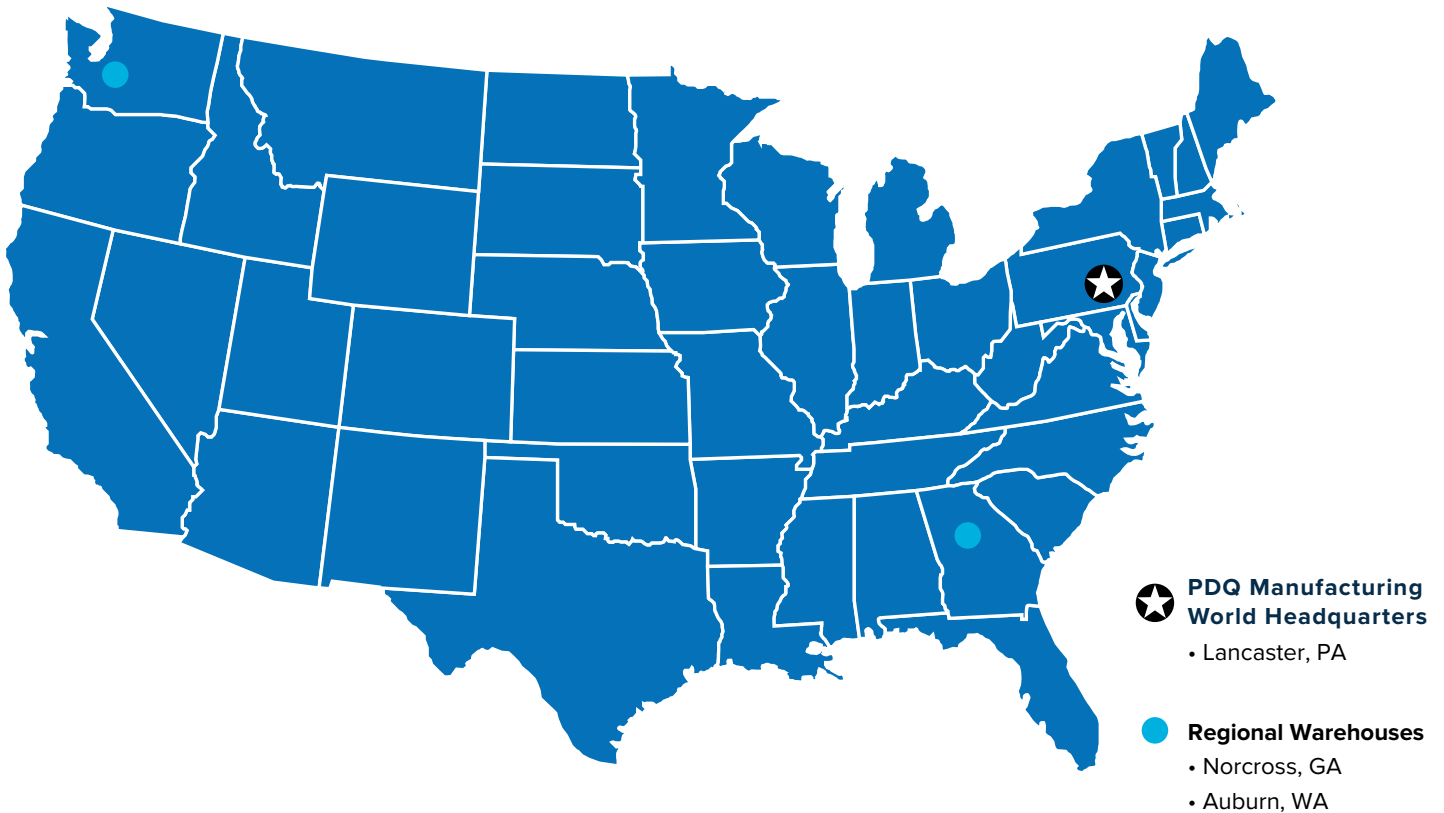 PDQ Manufacturing
World Headquarters
• Lancaster, PA
Regional Warehouses
• Norcross, GA
• Auburn, WA